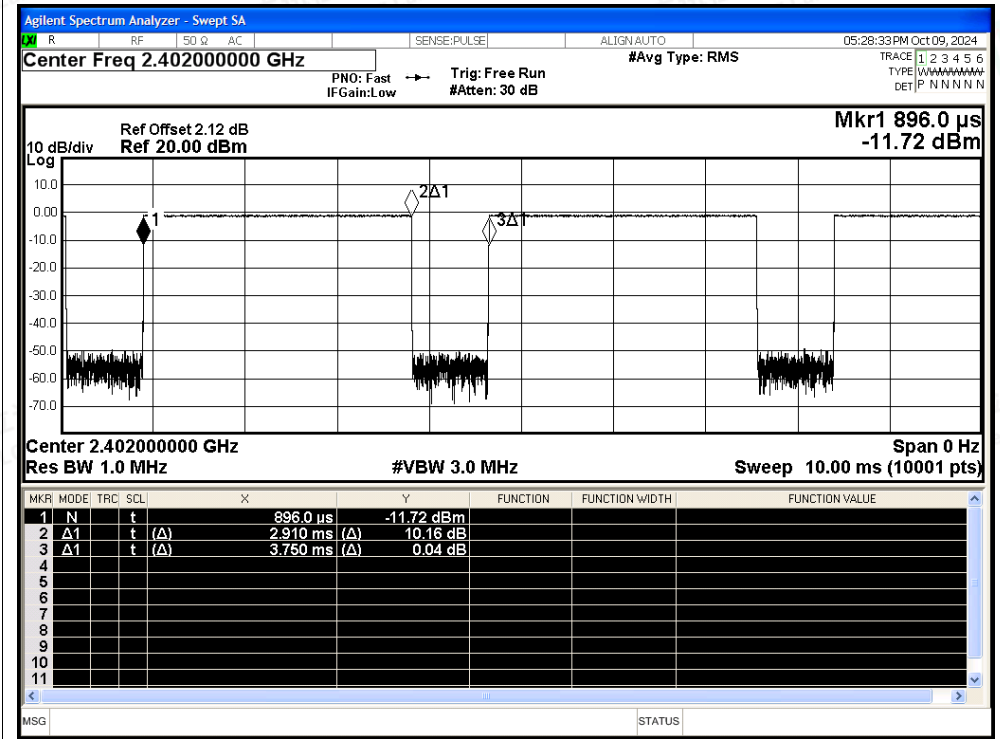 Agilent Spectrum Analyzer - Swept SA
LXI R RF 50 Ω AC SENSE:PULSE ALIGN AUTO 05:28:33 PM Oct 09, 2024
Center Freq 2.402000000 GHz #Avg Type: RMS TRACE 1 2 3 4 5 6
PNO: Fast Trig: Free Run TYPE WWWWWW
IFGain:Low #Atten: 30 dB DET P N N N N N
Mkr1 896.0 µs
Ref Offset 2.12 dB
10 dB/div Ref 20.00 dBm -11.72 dBm
Log
10.0
2Δ1
0.00
1 3Δ1
-10.0
-20.0
-30.0
-40.0
-50.0
-60.0
-70.0
Center 2.402000000 GHz Span 0 Hz
Res BW 1.0 MHz #VBW 3.0 MHz Sweep 10.00 ms (10001 pts)
MKR MODE TRC SCL X Y FUNCTION FUNCTION WIDTH FUNCTION VALUE
1 N t 896.0 µs -11.72 dBm
2 Δ1 t (Δ) 2.910 ms (Δ) 10.16 dB
3 Δ1 t (Δ) 3.750 ms (Δ) 0.04 dB
4
5
6
7
8
9
10
11
MSG STATUS